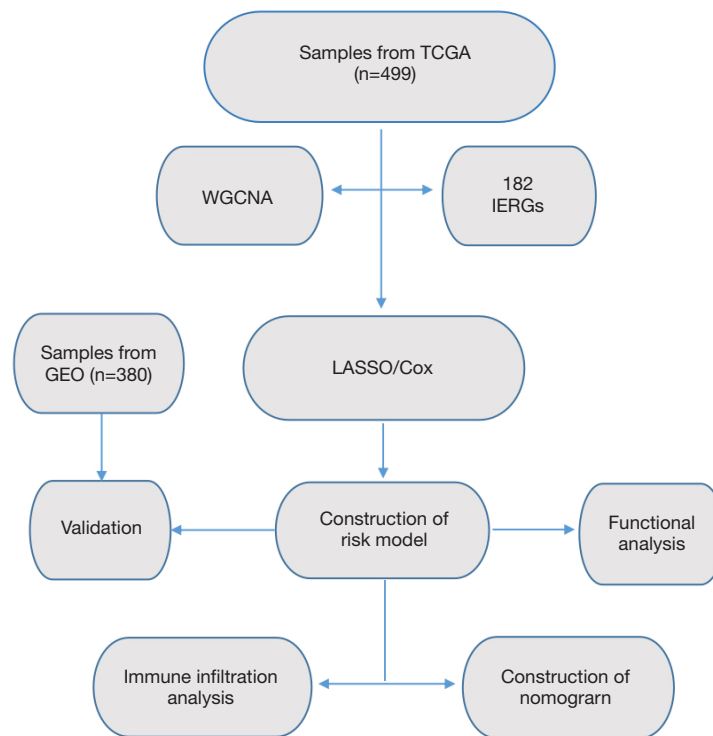 Samples from TCGA
(n=499)
WGCNA
182
IERGs
Samples from
GEO (n=380)
LASSO/Cox
Validation
Construction of
risk model
Functional
analysis
Immune infiltration
analysis
Construction of
nomograrn